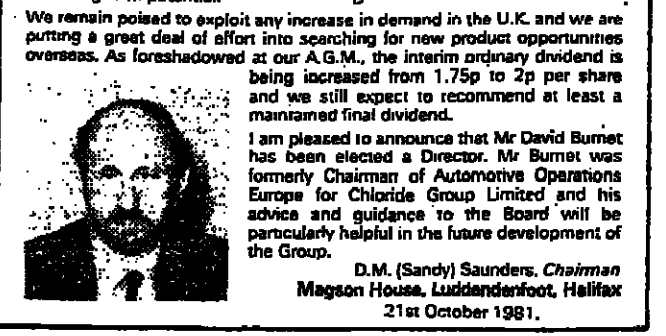 We remain poised to exploit any increase in demand in the U.K. and we are
putting a great deal of effort into searching for new product opportunities
overseas. As foreshadowed at our A.G.M., the interim ordinary dividend is
being increased from 1.75p to 2p per share
and we still expect to recommend at least a
maintained final dividend.
I am pleased to announce that Mr David Burnet
has been elected a Director. Mr Burnet was
formerly Chairman of Automotive Operations
Europe for Chloride Group Limited and his
advice and guidance to the Board will be
particularly helpful in the future development of
the Group.
D.M. (Sandy) Saunders, Chairman
Magson House, Luddendenfoot, Halifax
21st October 1981.